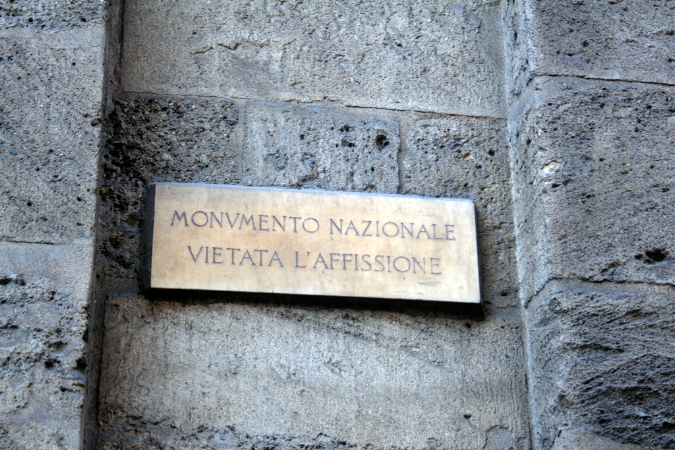 MONVMENTO NAZIONALE
VIETATA L'AFFISSIONE